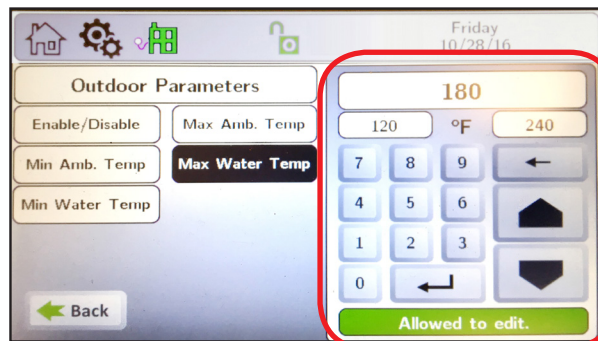 Friday
10/28/16
Outdoor Parameters
Enable/Disable
Max Amb. Temp
Min Amb. Temp
Max Water Temp
Min Water Temp
Back
180
120 °F 240
7 8 9
4 5 6
1 2 3
0
Allowed to edit.